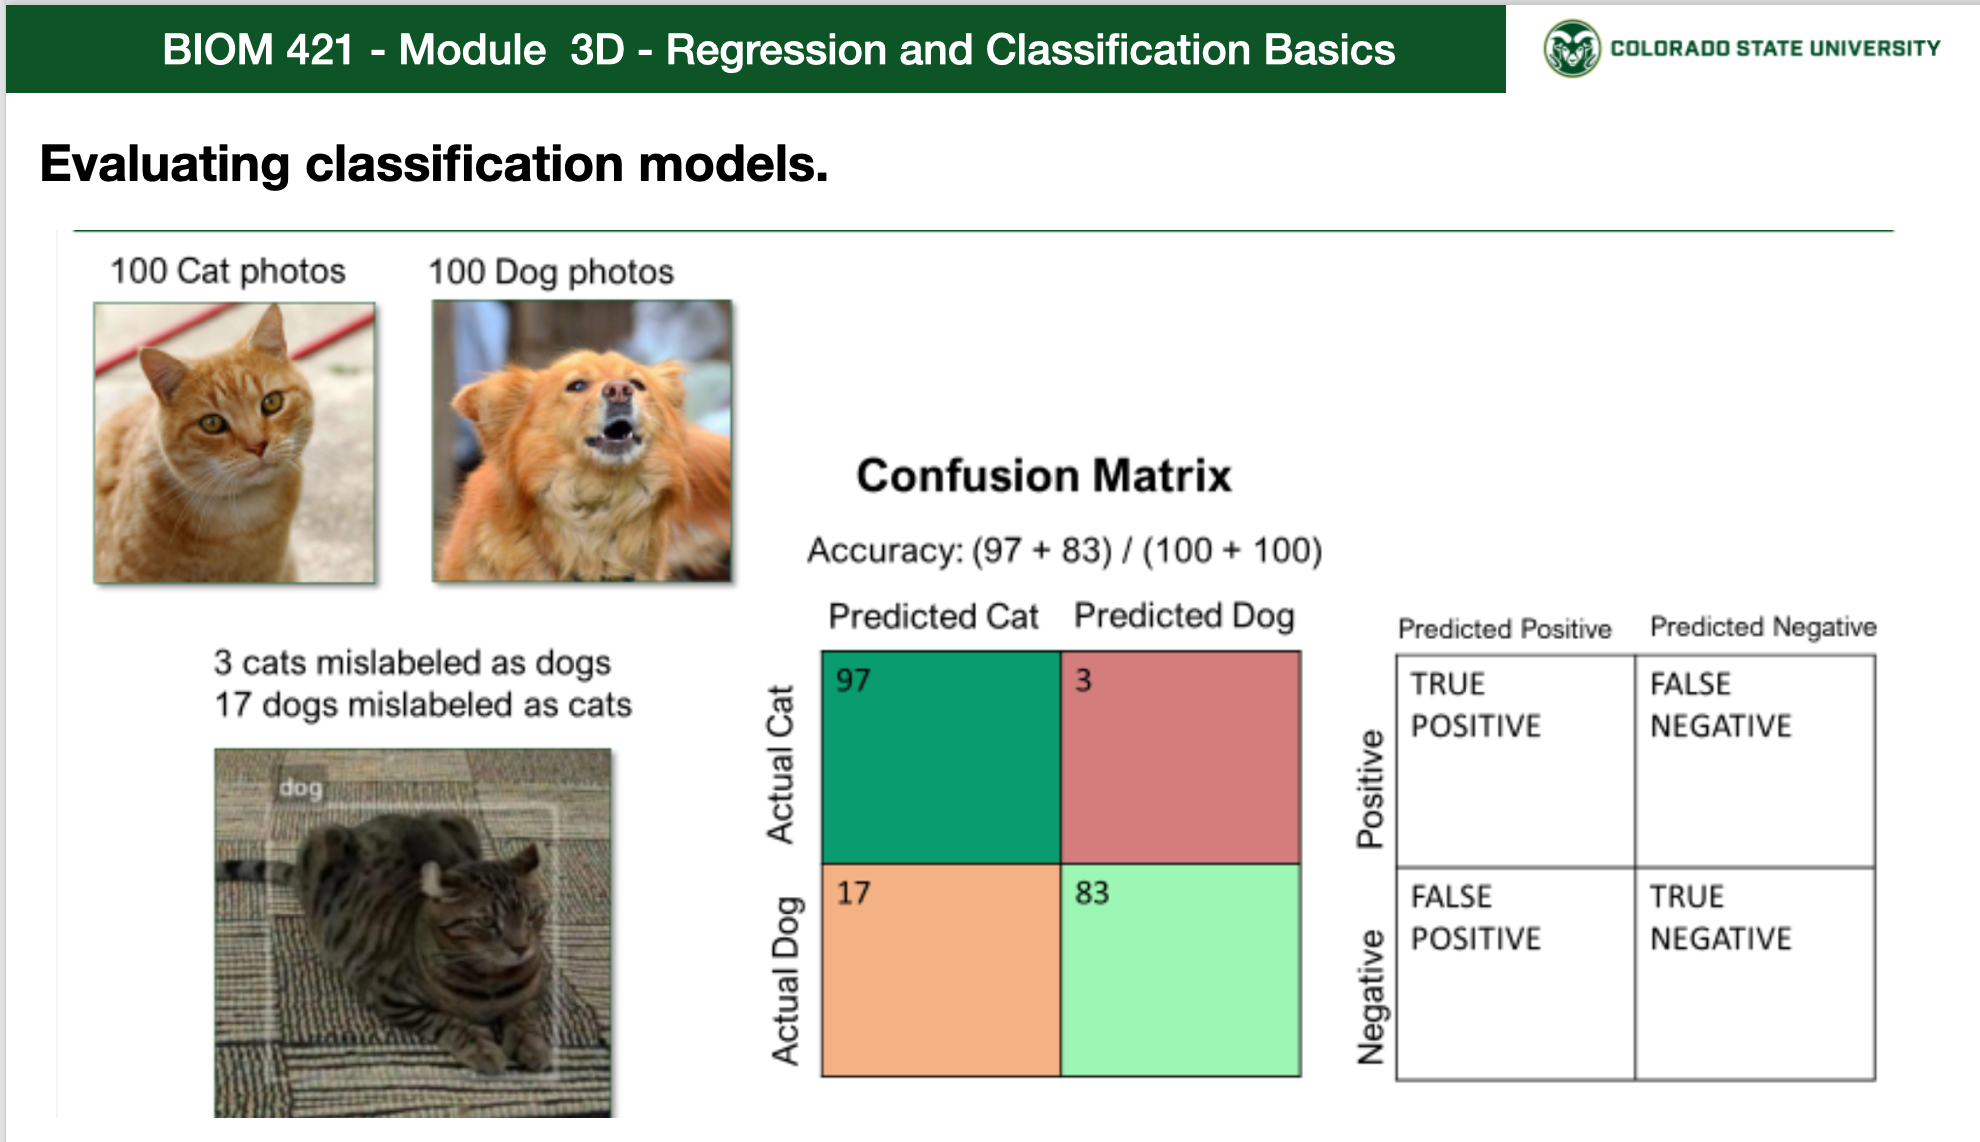 BIOM 421 - Module 3D - Regression and Classification Basics
COLORADO STATE UNIVERSITY
Evaluating classification models.
100 Cat photos
100 Dog photos
3 cats mislabeled as dogs
17 dogs mislabeled as cats
dog
Confusion Matrix
Accuracy: (97 + 83) / (100 + 100)
Predicted Cat
Predicted Dog
Actual Cat
97
3
Actual Dog
17
83
Predicted Positive
Predicted Negative
Positive
TRUE
POSITIVE
FALSE
NEGATIVE
Negative
FALSE
POSITIVE
TRUE
NEGATIVE